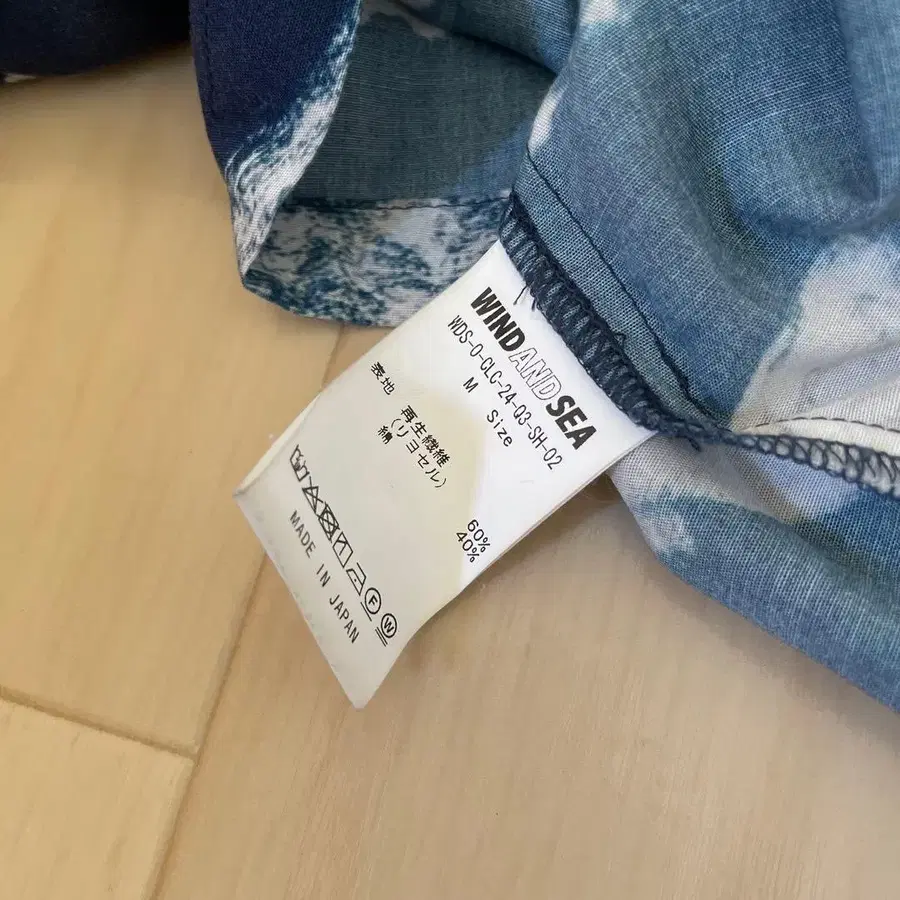 WIND AND SEA
WDS-O-GLC-24-Q3-SH-02
M Size
表地 再生繊維 60%
(リヨセル)
綿 40%
F W
MADE IN JAPAN